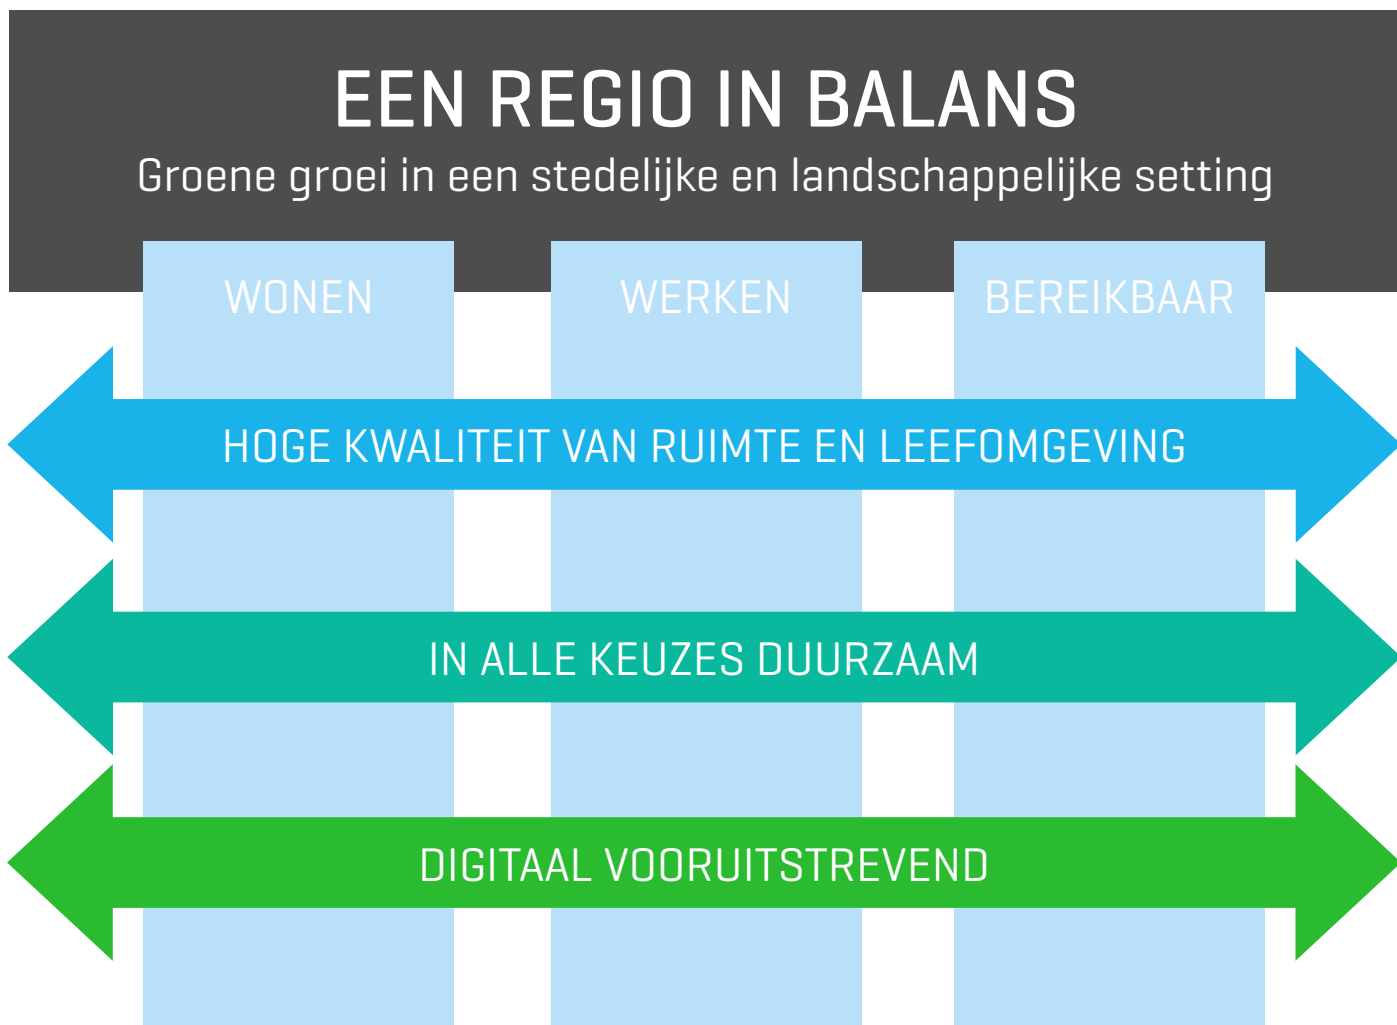 EEN REGIO IN BALANS
Groene groei in een stedelijke en landschappelijke setting
WONEN
WERKEN
BEREIKBAAR
HOGE KWALITEIT VAN RUIMTE EN LEEFOMGEVING
IN ALLE KEUZES DUURZAAM
DIGITAAL VOORUITSTREVEND